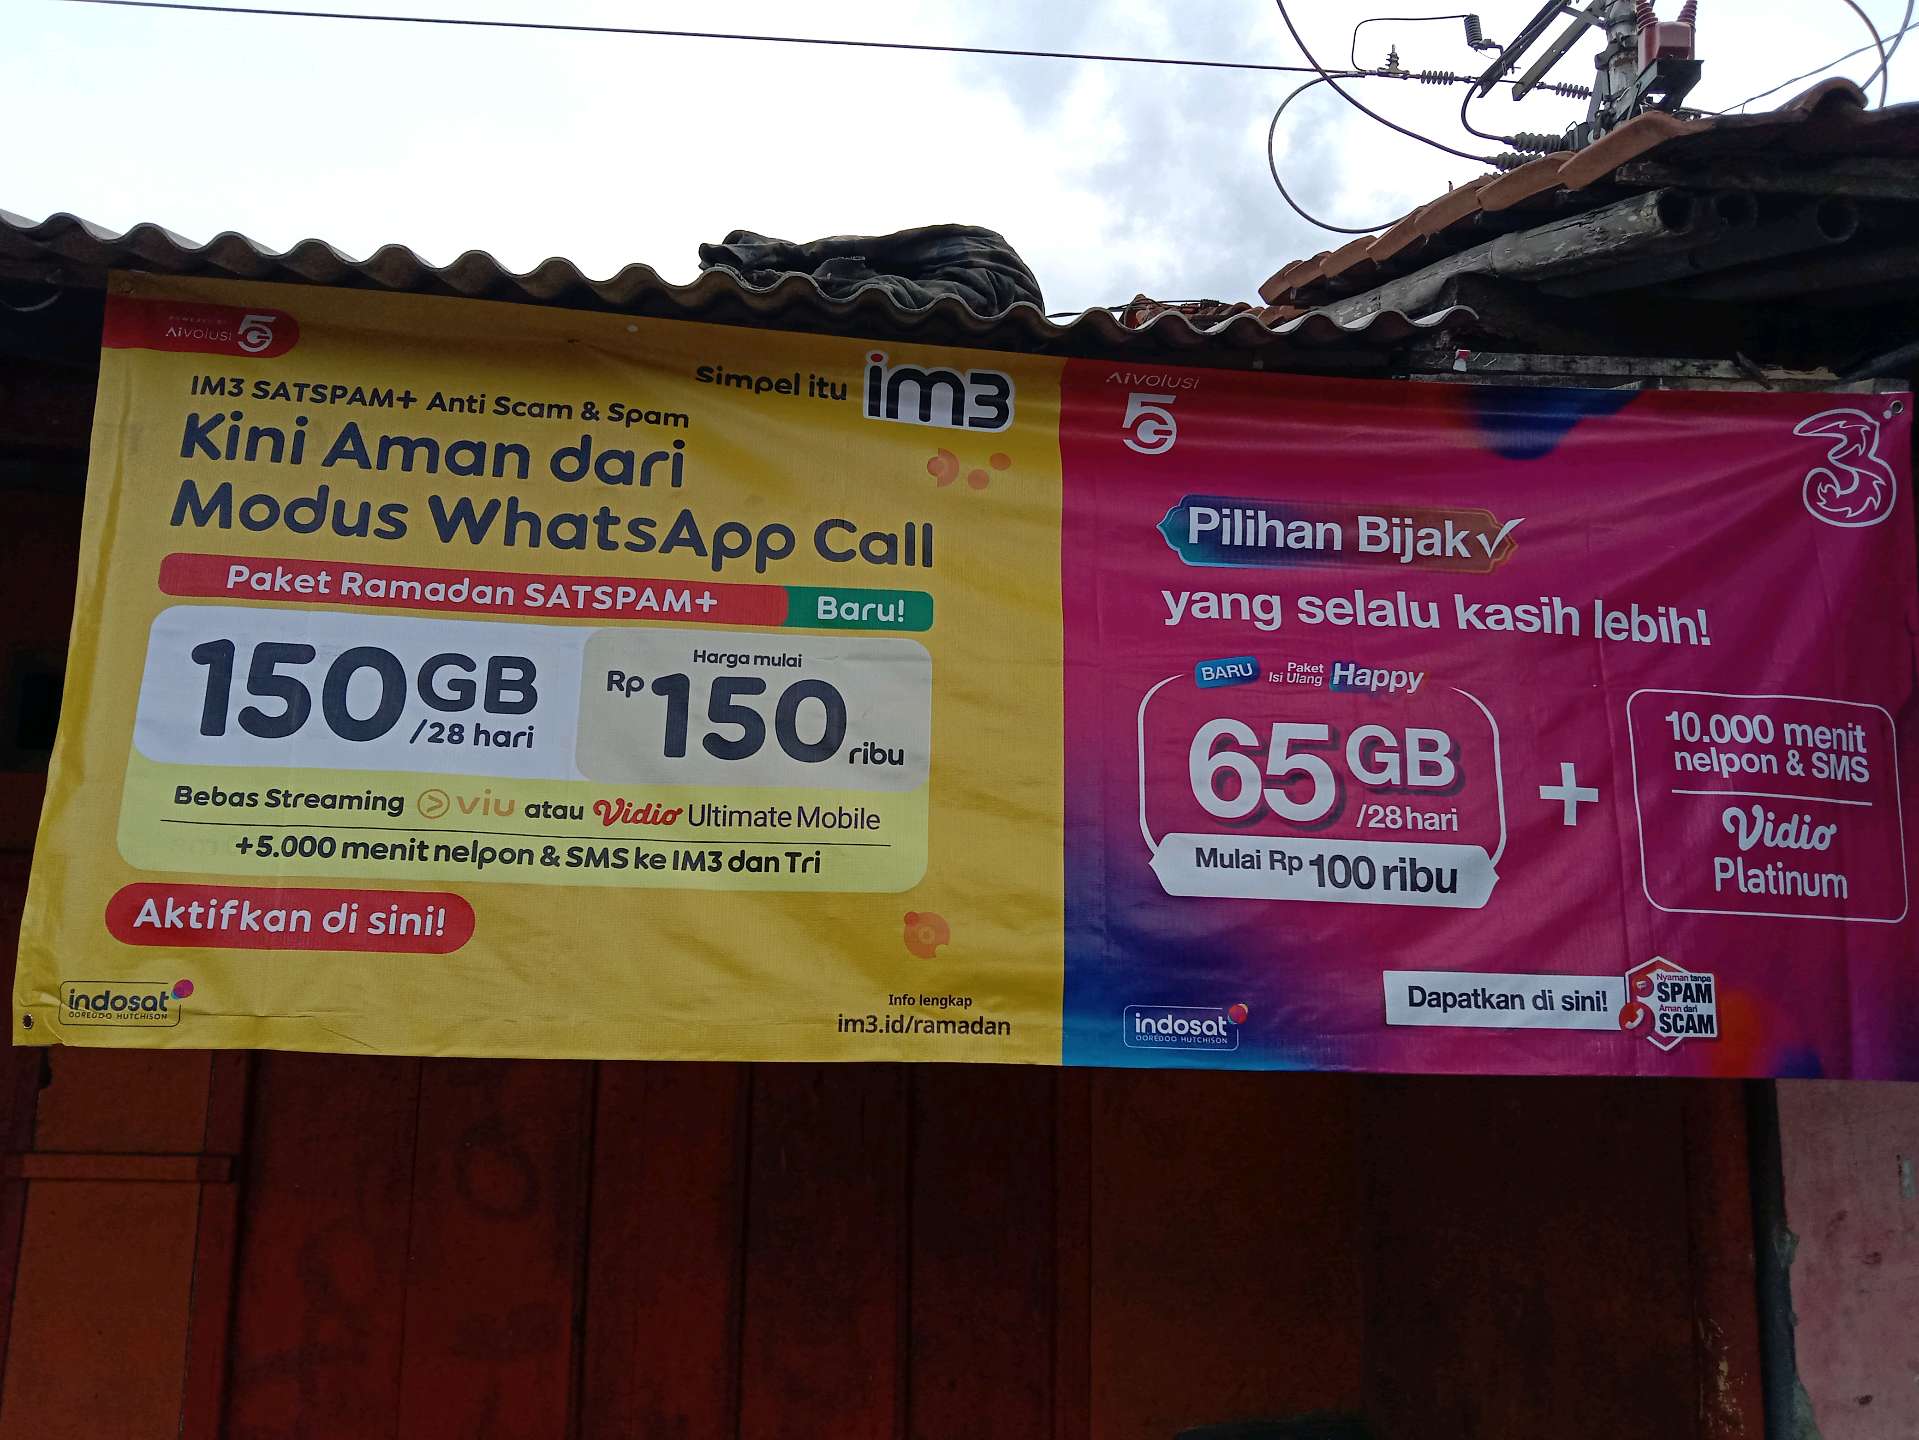 POWERED BY
AIVOLUSI 5G
Simpel itu im3
IM3 SATSPAM+ Anti Scam & Spam
Kini Aman dari
Modus WhatsApp Call
Paket Ramadan SATSPAM+ Baru!
150GB
/28 hari
Harga mulai
Rp150
ribu
Bebas Streaming viu atau Vidio Ultimate Mobile
+5.000 menit nelpon & SMS ke IM3 dan Tri
Aktifkan di sini!
indosat
OOREDOO HUTCHISON
Info lengkap
im3.id/ramadan
AIVOLUSI
5G
3
Pilihan Bijak
yang selalu kasih lebih!
BARU Paket Isi Ulang Happy
65GB
/28hari
Mulai Rp 100 ribu
+
10.000 menit
nelpon & SMS
Vidio
Platinum
Dapatkan di sini!
Nyaman tanpa
SPAM
Aman dari
SCAM
indosat
OOREDOO HUTCHISON